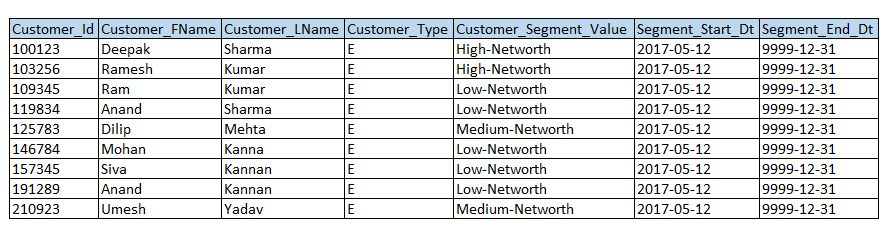 Customer_Id Customer_FName Customer_LName Customer_Type Customer_Segment_Value Segment_Start_Dt Segment_End_Dt
100123 Deepak Sharma E High-Networth 2017-05-12 9999-12-31
103256 Ramesh Kumar E High-Networth 2017-05-12 9999-12-31
109345 Ram Kumar E Low-Networth 2017-05-12 9999-12-31
119834 Anand Sharma E Low-Networth 2017-05-12 9999-12-31
125783 Dilip Mehta E Medium-Networth 2017-05-12 9999-12-31
146784 Mohan Kanna E Low-Networth 2017-05-12 9999-12-31
157345 Siva Kannan E Low-Networth 2017-05-12 9999-12-31
191289 Anand Kannan E Low-Networth 2017-05-12 9999-12-31
210923 Umesh Yadav E Medium-Networth 2017-05-12 9999-12-31